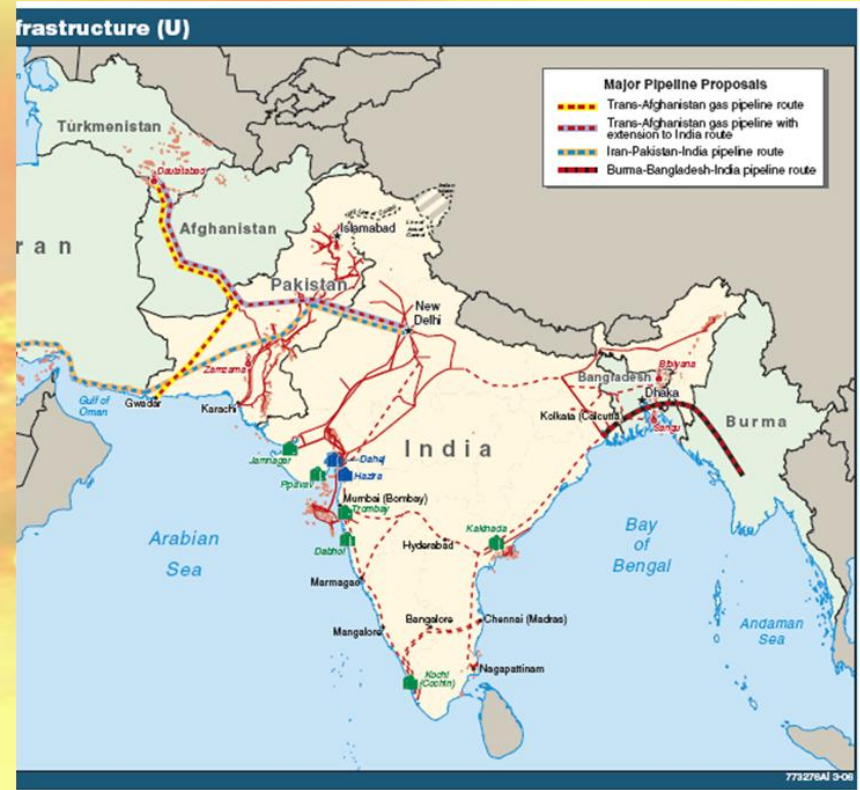 frastructure (U)
Major Pipeline Proposals
Trans-Afghanistan gas pipeline route
Trans-Afghanistan gas pipeline with
extension to India route
Iran-Pakistan-India pipeline route
Burma-Bangladesh-India pipeline route
Turkmenistan
Daulatabad
Afghanistan
ran
Islamabad
Pakistan
New
Delhi
Zamzama
Gulf of
Oman
Gwadar
Karachi
Bangladesh
Bibiyana
Dhaka
Kolkata (Calcutta)
Sangu
Burma
India
Jamnagar
Dahej
Hazira
Pipavav
Mumbai (Bombay)
Trombay
Dabhol
Hyderabad
Kakinada
Arabian
Sea
Bay
of
Bengal
Marmagao
Mangalore
Bangalore
Chennai (Madras)
Andaman
Sea
Kochi
(Cochin)
Nagapattinam
773276AI 3-06